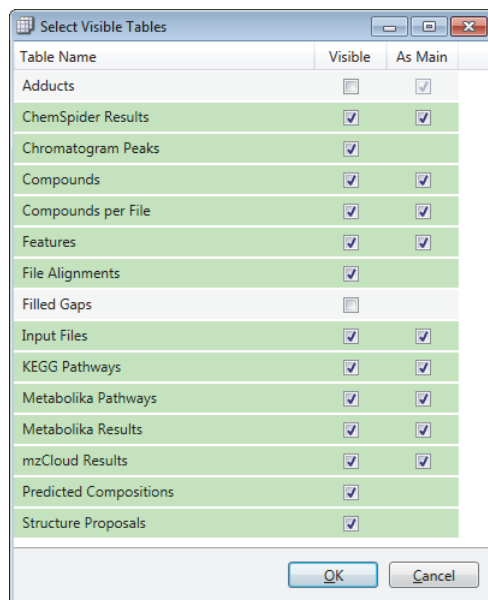 Select Visible Tables
Table Name Visible As Main
Adducts
ChemSpider Results
Chromatogram Peaks
Compounds
Compounds per File
Features
File Alignments
Filled Gaps
Input Files
KEGG Pathways
Metabolika Pathways
Metabolika Results
mzCloud Results
Predicted Compositions
Structure Proposals
OK Cancel